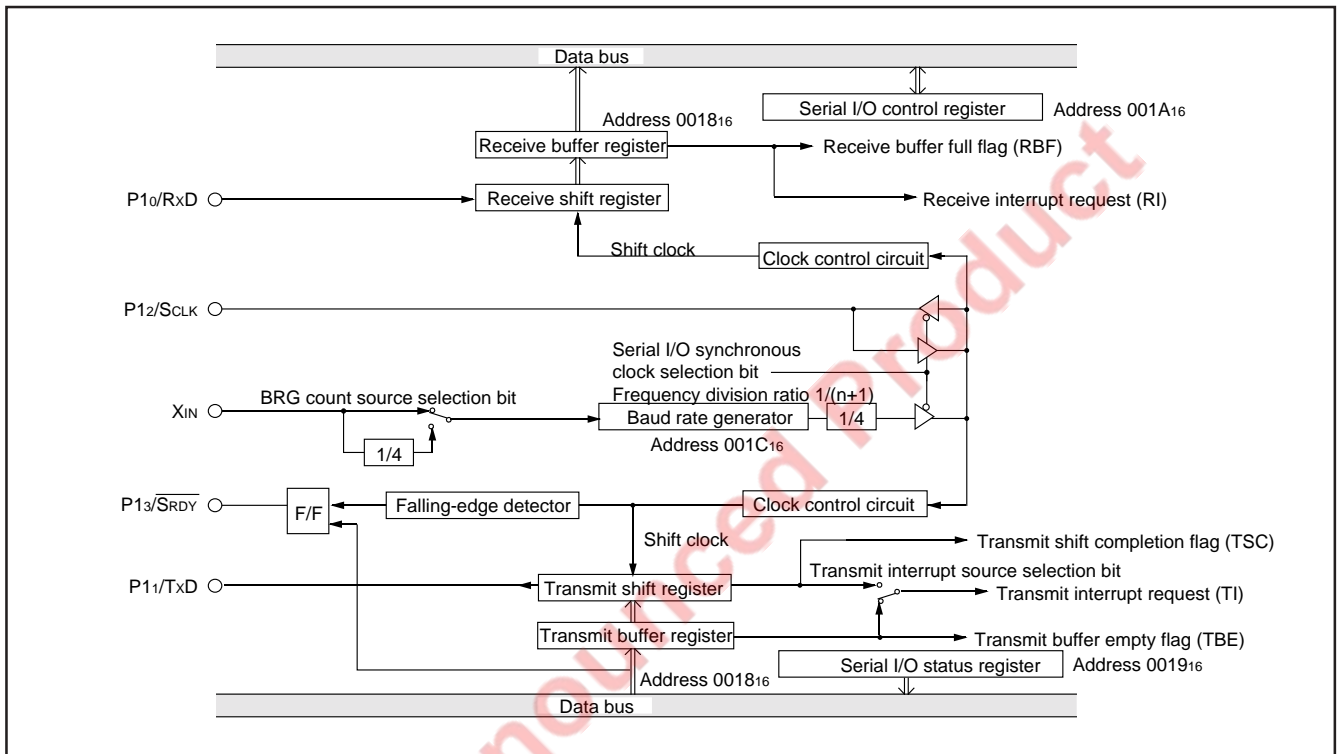 Data bus
Serial I/O control register
Address 001A16
Address 001816
Receive buffer register
Receive buffer full flag (RBF)
P10/RXD
Receive shift register
Receive interrupt request (RI)
Shift clock
Clock control circuit
P12/SCLK
Serial I/O synchronous
clock selection bit
BRG count source selection bit
Frequency division ratio 1/(n+1)
XIN
Baud rate generator
1/4
1/4
Address 001C16
P13/SRDY
F/F
Falling-edge detector
Clock control circuit
Shift clock
Transmit shift completion flag (TSC)
Transmit interrupt source selection bit
P11/TXD
Transmit shift register
Transmit interrupt request (TI)
Transmit buffer register
Transmit buffer empty flag (TBE)
Address 001816
Serial I/O status register
Address 001916
Data bus
nounced Product